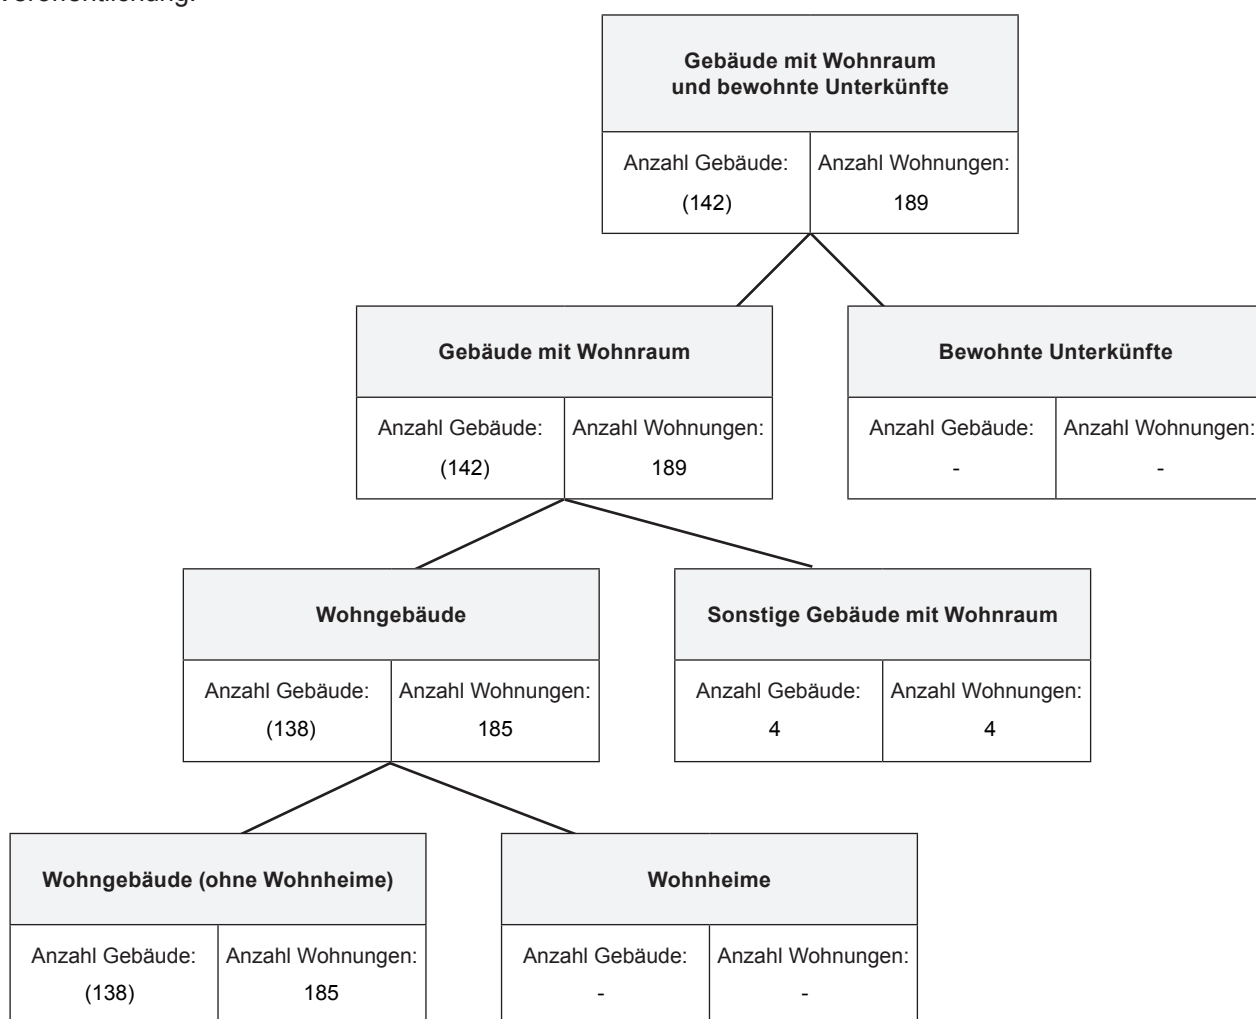 Veröffentlichung.
Gebäude mit Wohnraum
und bewohnte Unterkünfte
Anzahl Gebäude: Anzahl Wohnungen:
(142) 189
Gebäude mit Wohnraum Bewohnte Unterkünfte
Anzahl Gebäude: Anzahl Wohnungen: Anzahl Gebäude: Anzahl Wohnungen:
(142) 189 - -
Wohngebäude Sonstige Gebäude mit Wohnraum
Anzahl Gebäude: Anzahl Wohnungen: Anzahl Gebäude: Anzahl Wohnungen:
(138) 185 4 4
Wohngebäude (ohne Wohnheime) Wohnheime
Anzahl Gebäude: Anzahl Wohnungen: Anzahl Gebäude: Anzahl Wohnungen:
(138) 185 - -